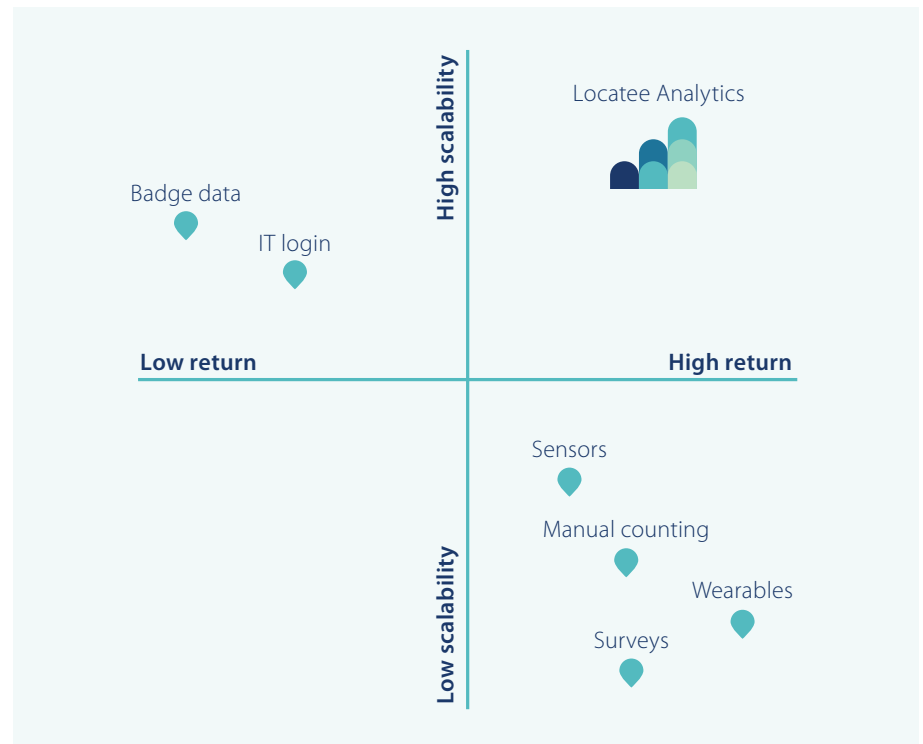 High scalability
Locatee Analytics
Badge data
IT login
Low return
High return
Sensors
Manual counting
Wearables
Surveys
Low scalability